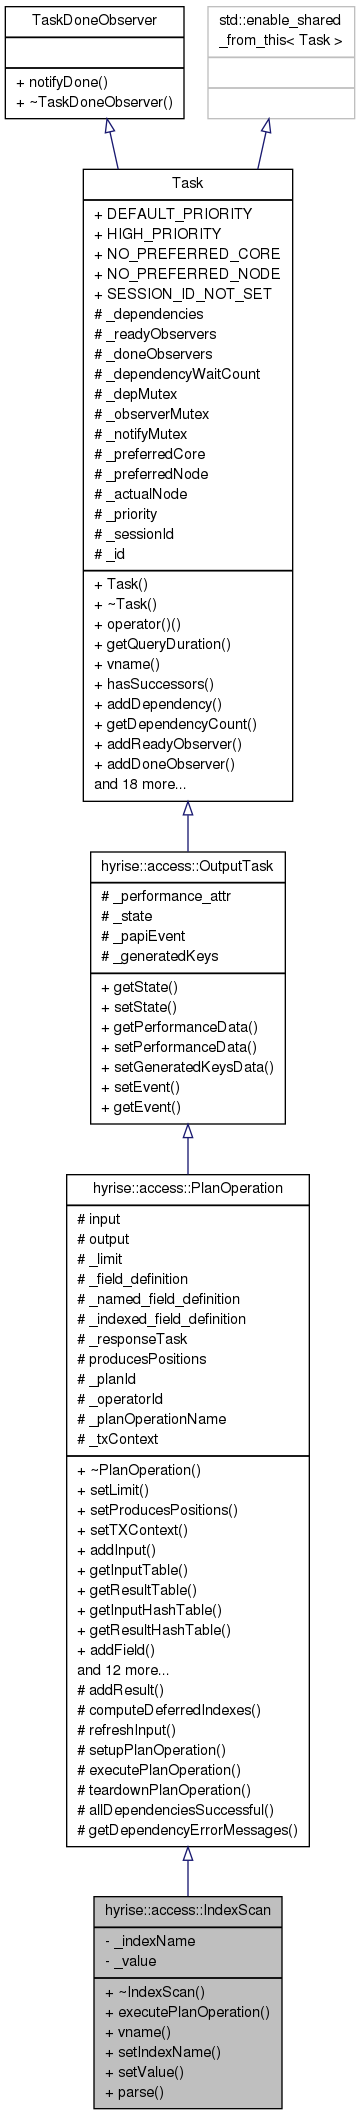 TaskDoneObserver
+ notifyDone()
+ ~TaskDoneObserver()
std::enable_shared
_from_this< Task >
Task
+ DEFAULT_PRIORITY
+ HIGH_PRIORITY
+ NO_PREFERRED_CORE
+ NO_PREFERRED_NODE
+ SESSION_ID_NOT_SET
# _dependencies
# _readyObservers
# _doneObservers
# _dependencyWaitCount
# _depMutex
# _observerMutex
# _notifyMutex
# _preferredCore
# _preferredNode
# _actualNode
# _priority
# _sessionId
# _id
+ Task()
+ ~Task()
+ operator()()
+ getQueryDuration()
+ vname()
+ hasSuccessors()
+ addDependency()
+ getDependencyCount()
+ addReadyObserver()
+ addDoneObserver()
and 18 more...
hyrise::access::OutputTask
# _performance_attr
# _state
# _papiEvent
# _generatedKeys
+ getState()
+ setState()
+ getPerformanceData()
+ setPerformanceData()
+ setGeneratedKeysData()
+ setEvent()
+ getEvent()
hyrise::access::PlanOperation
# input
# output
# _limit
# _field_definition
# _named_field_definition
# _indexed_field_definition
# _responseTask
# producesPositions
# _planId
# _operatorId
# _planOperationName
# _txContext
+ ~PlanOperation()
+ setLimit()
+ setProducesPositions()
+ setTXContext()
+ addInput()
+ getInputTable()
+ getResultTable()
+ getInputHashTable()
+ getResultHashTable()
+ addField()
and 12 more...
# addResult()
# computeDeferredIndexes()
# refreshInput()
# setupPlanOperation()
# executePlanOperation()
# teardownPlanOperation()
# allDependenciesSuccessful()
# getDependencyErrorMessages()
hyrise::access::IndexScan
- _indexName
- _value
+ ~IndexScan()
+ executePlanOperation()
+ vname()
+ setIndexName()
+ setValue()
+ parse()